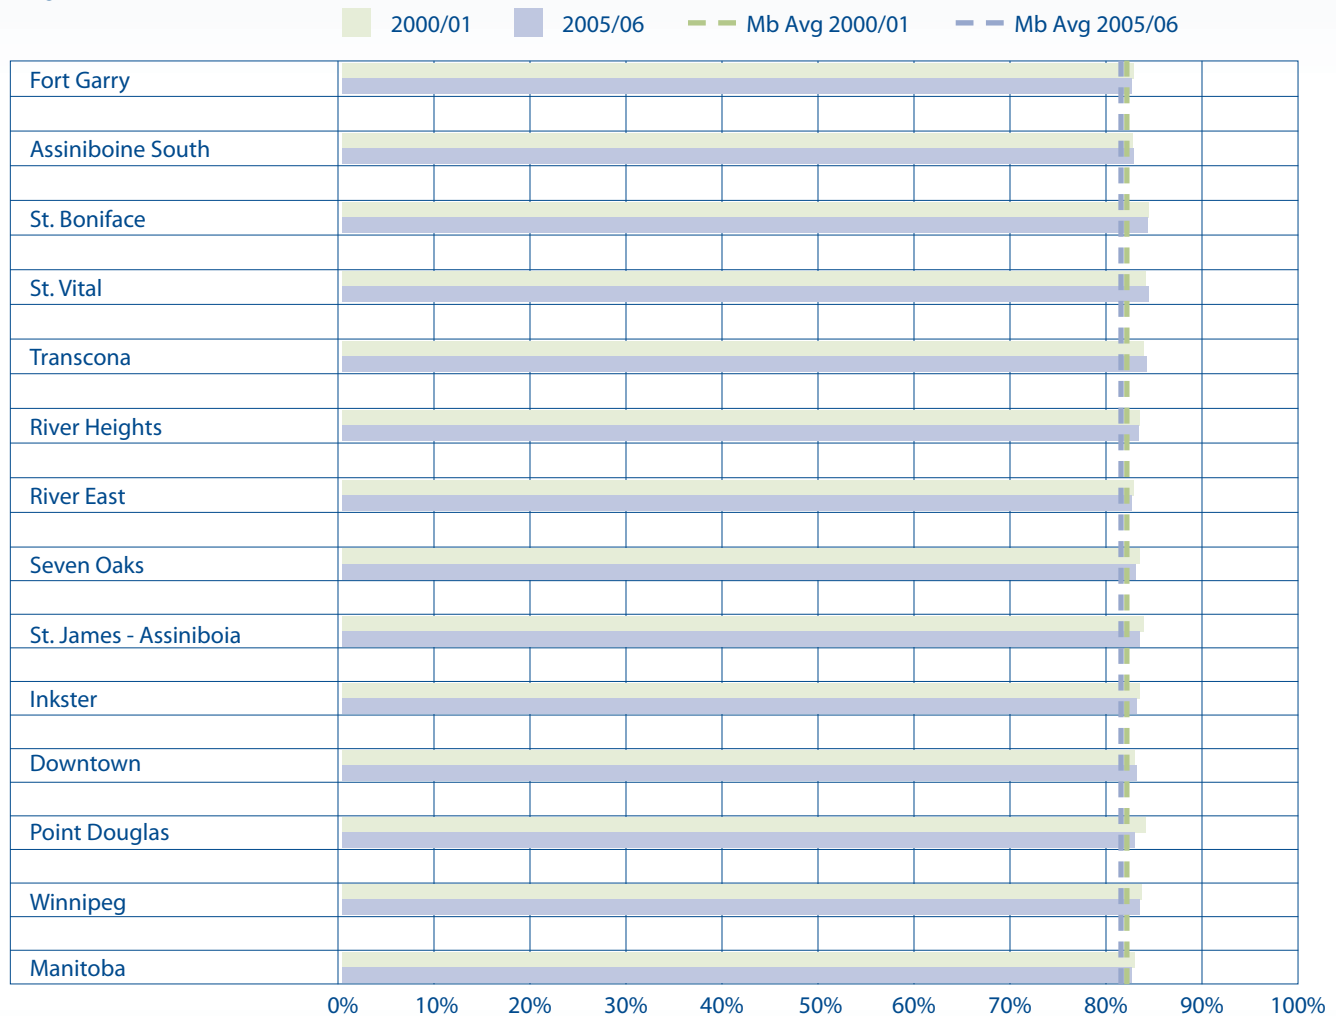 2000/01 2005/06 Mb Avg 2000/01 Mb Avg 2005/06
Fort Garry
Assiniboine South
St. Boniface
St. Vital
Transcona
River Heights
River East
Seven Oaks
St. James - Assiniboia
Inkster
Downtown
Point Douglas
Winnipeg
Manitoba
0% 10% 20% 30% 40% 50% 60% 70% 80% 90% 100%